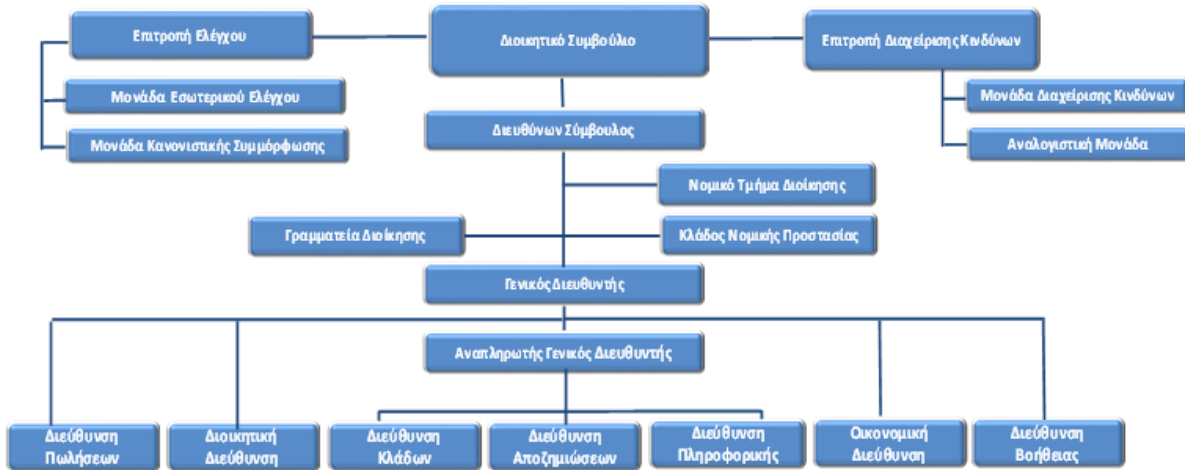 Επιτροπή Ελέγχου
Διοικητικό Συμβούλιο
Επιτροπή Διαχείρισης Κινδύνων
Μονάδα Εσωτερικού Ελέγχου
Μονάδα Διαχείρισης Κινδύνων
Διευθύνων Σύμβουλος
Μονάδα Κανονιστικής Συμμόρφωσης
Αναλογιστική Μονάδα
Νομικό Τμήμα Διοίκησης
Γραμματεία Διοίκησης
Κλάδος Νομικής Προστασίας
Γενικός Διευθυντής
Αναπληρωτής Γενικός Διευθυντής
Διεύθυνση
Πωλήσεων
Διοικητική
Διεύθυνση
Διεύθυνση
Κλάδων
Διεύθυνση
Αποζημιώσεων
Διεύθυνση
Πληροφορικής
Οικονομική
Διεύθυνση
Διεύθυνση
Βοήθειας